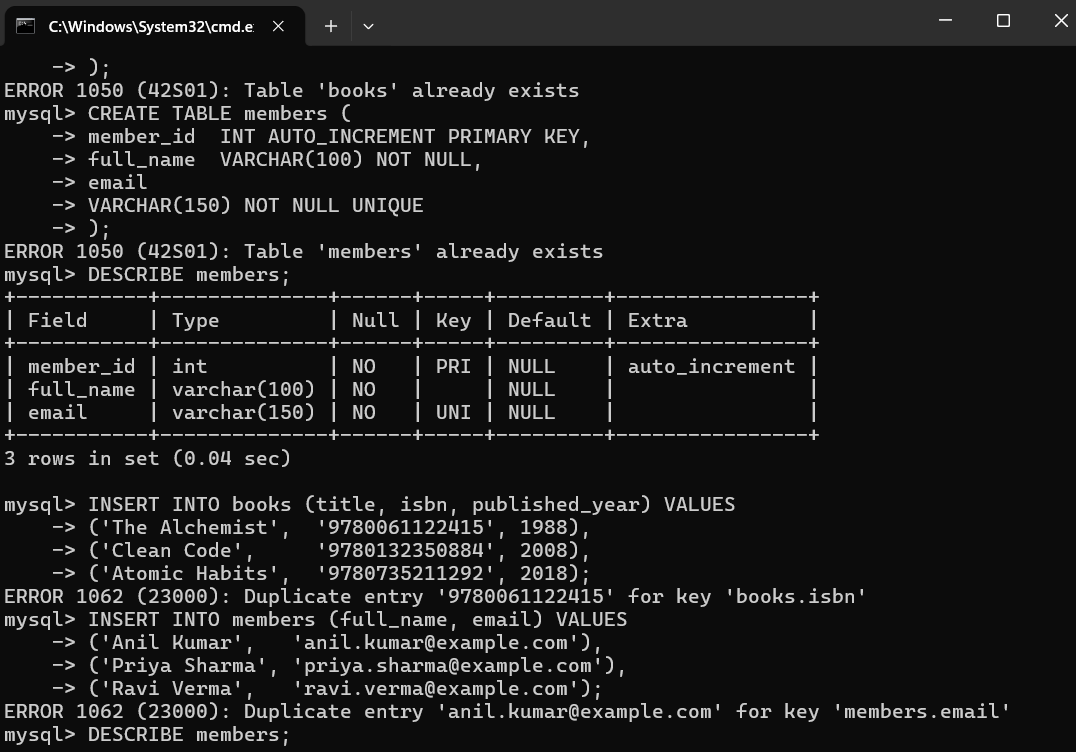 C:\Windows\System32\cmd.e
    -> );
ERROR 1050 (42S01): Table 'books' already exists
mysql> CREATE TABLE members (
    -> member_id  INT AUTO_INCREMENT PRIMARY KEY,
    -> full_name  VARCHAR(100) NOT NULL,
    -> email
    -> VARCHAR(150) NOT NULL UNIQUE
    -> );
ERROR 1050 (42S01): Table 'members' already exists
mysql> DESCRIBE members;
+-----------+--------------+------+-----+---------+----------------+
| Field     | Type         | Null | Key | Default | Extra          |
+-----------+--------------+------+-----+---------+----------------+
| member_id | int          | NO   | PRI | NULL    | auto_increment |
| full_name | varchar(100) | NO   |     | NULL    |                |
| email     | varchar(150) | NO   | UNI | NULL    |                |
+-----------+--------------+------+-----+---------+----------------+
3 rows in set (0.04 sec)

mysql> INSERT INTO books (title, isbn, published_year) VALUES
    -> ('The Alchemist',  '9780061122415', 1988),
    -> ('Clean Code',     '9780132350884', 2008),
    -> ('Atomic Habits',  '9780735211292', 2018);
ERROR 1062 (23000): Duplicate entry '9780061122415' for key 'books.isbn'
mysql> INSERT INTO members (full_name, email) VALUES
    -> ('Anil Kumar',   'anil.kumar@example.com'),
    -> ('Priya Sharma', 'priya.sharma@example.com'),
    -> ('Ravi Verma',   'ravi.verma@example.com');
ERROR 1062 (23000): Duplicate entry 'anil.kumar@example.com' for key 'members.email'
mysql> DESCRIBE members;